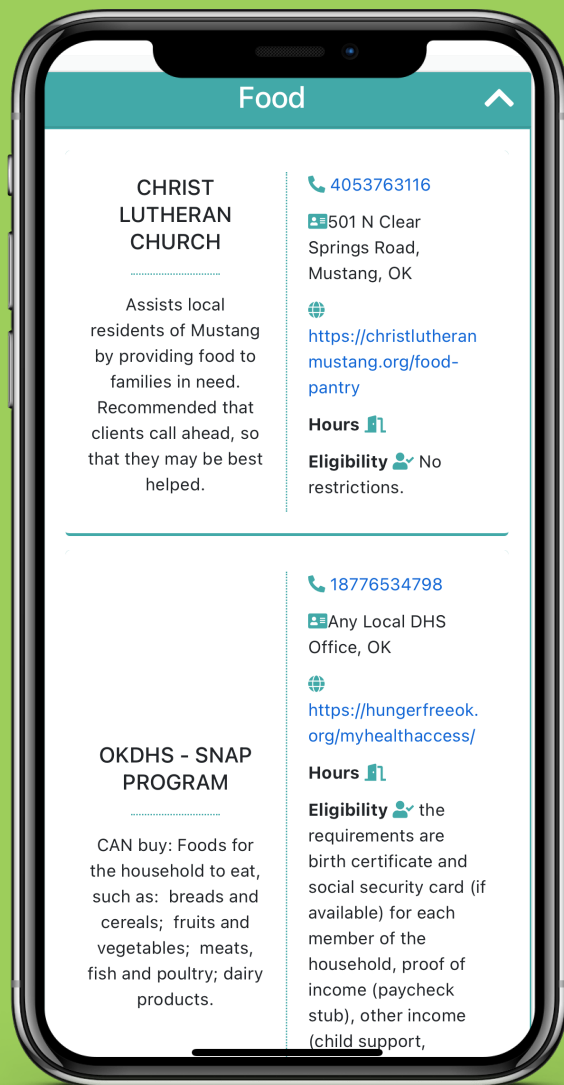 Food
CHRIST
LUTHERAN
CHURCH
Assists local
residents of Mustang
by providing food to
families in need.
Recommended that
clients call ahead, so
that they may be best
helped.
4053763116
501 N Clear
Springs Road,
Mustang, OK
https://christlutheran
mustang.org/food-
pantry
Hours
Eligibility No
restrictions.
OKDHS - SNAP
PROGRAM
CAN buy: Foods for
the household to eat,
such as: breads and
cereals; fruits and
vegetables; meats,
fish and poultry; dairy
products.
18776534798
Any Local DHS
Office, OK
https://hungerfreeok.
org/myhealthaccess/
Hours
Eligibility the
requirements are
birth certificate and
social security card (if
available) for each
member of the
household, proof of
income (paycheck
stub), other income
(child support,